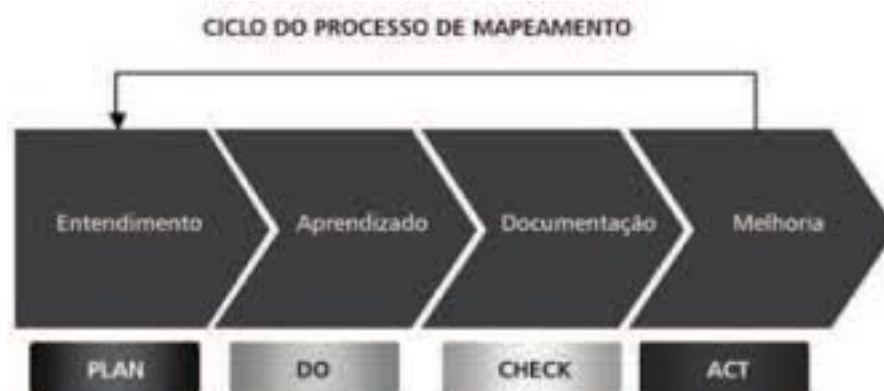 CICLO DO PROCESSO DE MAPEAMENTO
Entendimento
Aprendizado
Documentação
Melhoria
PLAN
DO
CHECK
ACT